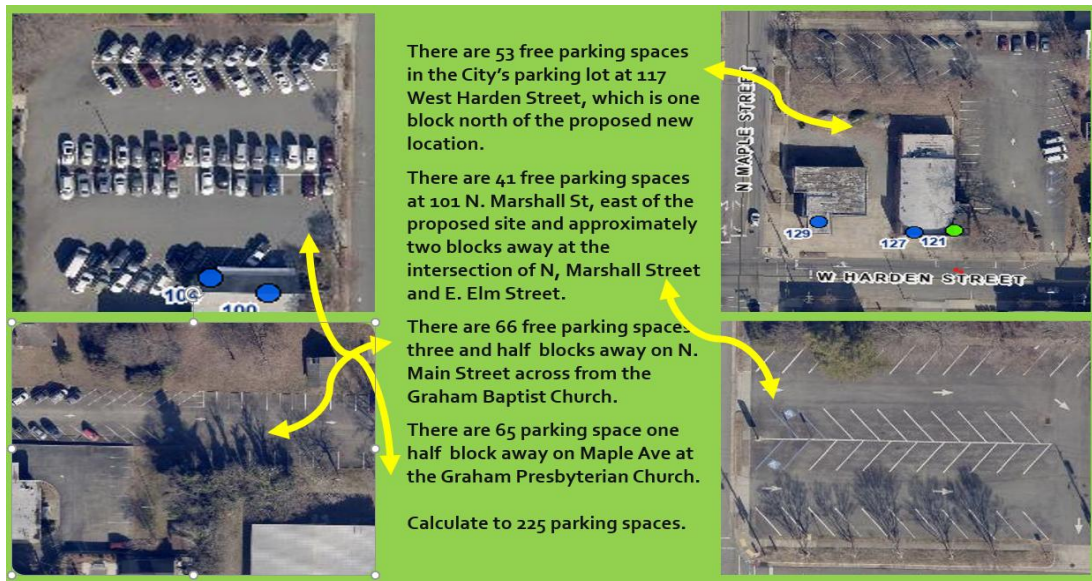 There are 53 free parking spaces
in the City's parking lot at 117
West Harden Street, which is one
block north of the proposed new
location.
There are 41 free parking spaces
at 101 N. Marshall St, east of the
proposed site and approximately
two blocks away at the
intersection of N, Marshall Street
and E. Elm Street.
There are 66 free parking spaces
three and half blocks away on N.
Main Street across from the
Graham Baptist Church.
There are 65 parking space one
half block away on Maple Ave at
the Graham Presbyterian Church.
Calculate to 225 parking spaces.
N MAPLE STREET
129
127
121
W HARDEN STREET